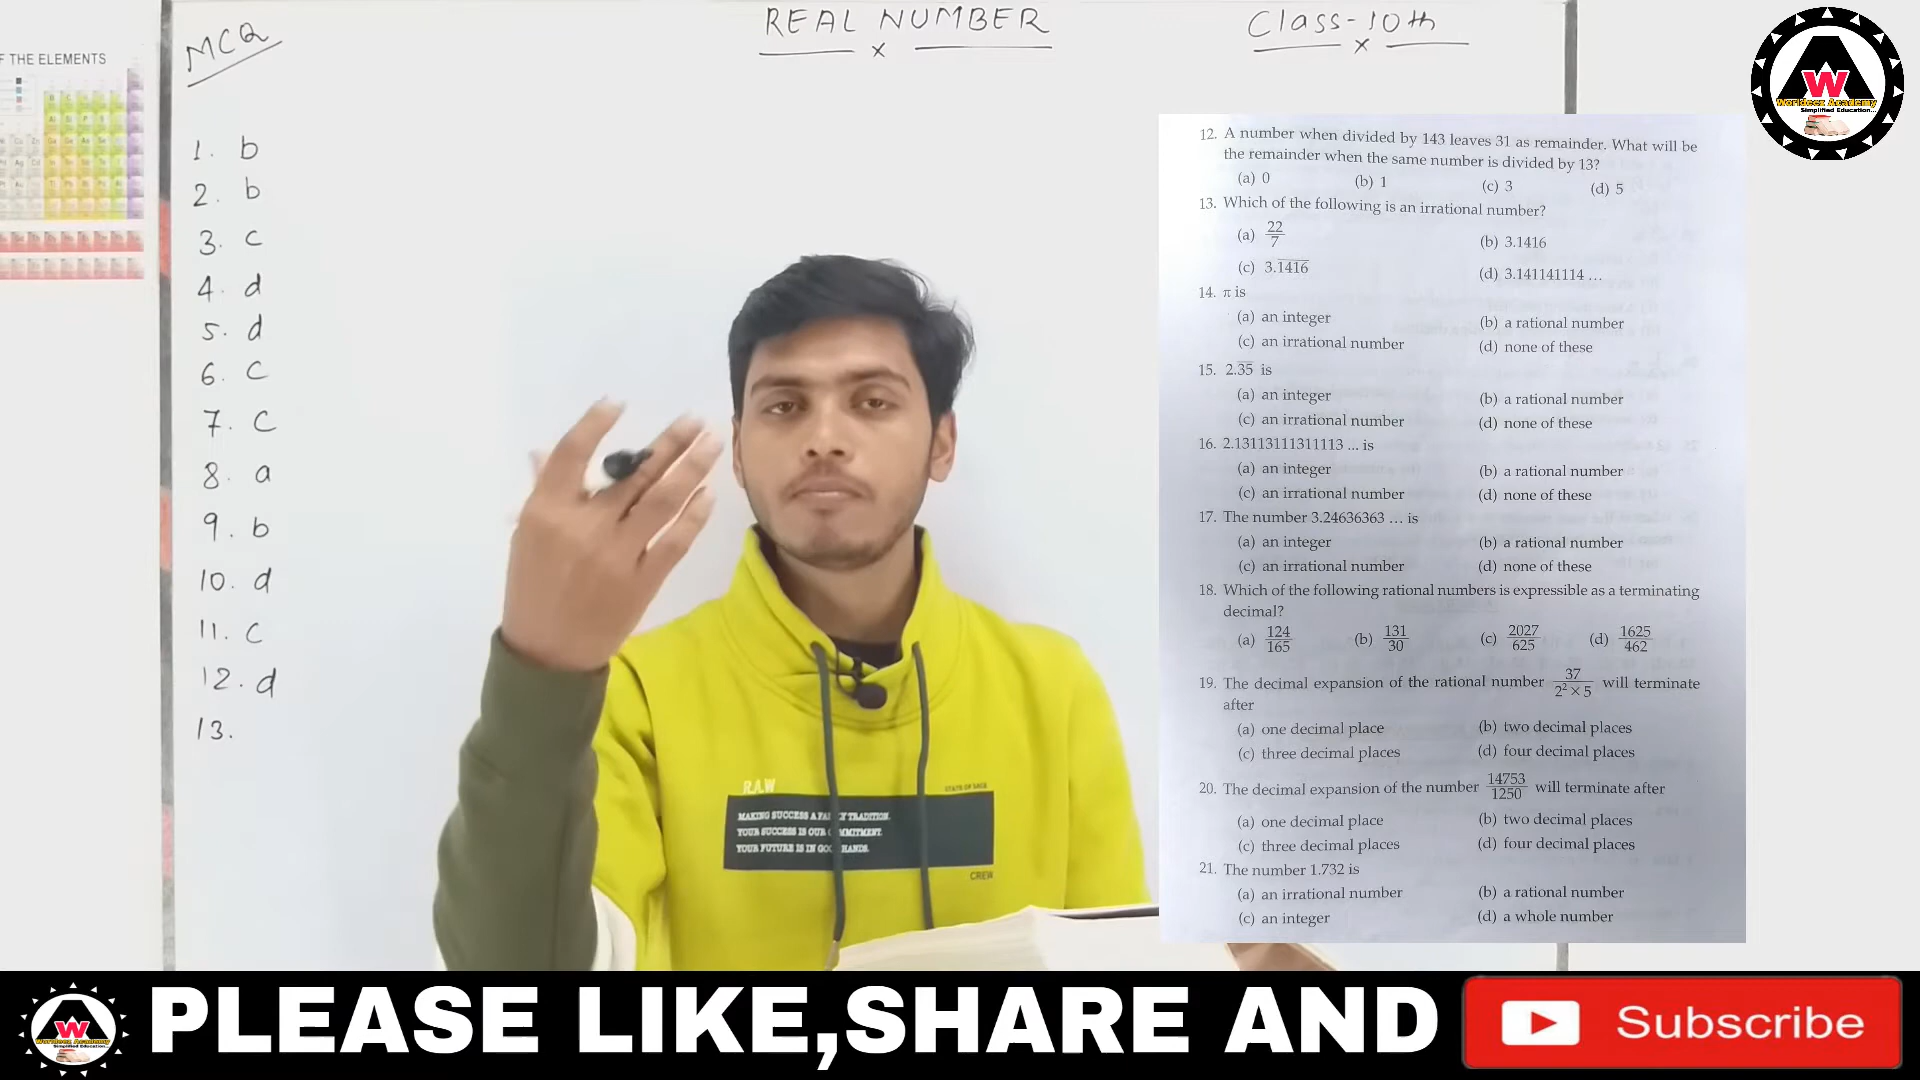 MCQ
REAL NUMBER
Class-10th
F THE ELEMENTS
W
Worldeez Academy
Simplified Education...
1. b
2. b
3. c
4. d
5. d
6. c
7. c
8. a
9. b
10. d
11. c
12. d
13.
12. A number when divided by 143 leaves 31 as remainder. What will be
the remainder when the same number is divided by 13?
(a) 0 (b) 1 (c) 3 (d) 5
13. Which of the following is an irrational number?
(a) 22/7 (b) 3.1416
(c) 3.1̅4̅1̅6̅ (d) 3.141141114 ...
14. π is
(a) an integer (b) a rational number
(c) an irrational number (d) none of these
15. 2.3̅5̅ is
(a) an integer (b) a rational number
(c) an irrational number (d) none of these
16. 2.13113111311113 ... is
(a) an integer (b) a rational number
(c) an irrational number (d) none of these
17. The number 3.24636363 ... is
(a) an integer (b) a rational number
(c) an irrational number (d) none of these
18. Which of the following rational numbers is expressible as a terminating
decimal?
(a) 124/165 (b) 131/30 (c) 2027/625 (d) 1625/462
19. The decimal expansion of the rational number 37/2² × 5 will terminate
after
(a) one decimal place (b) two decimal places
(c) three decimal places (d) four decimal places
20. The decimal expansion of the number 14753/1250 will terminate after
(a) one decimal place (b) two decimal places
(c) three decimal places (d) four decimal places
21. The number 1.732 is
(a) an irrational number (b) a rational number
(c) an integer (d) a whole number
R.A.W
MAKING SUCCESS A TRADITION.
YOUR SUCCESS IS OUR
YOUR FUTURE IS IN HANDS.
CREW
W
PLEASE LIKE,SHARE AND
Subscribe